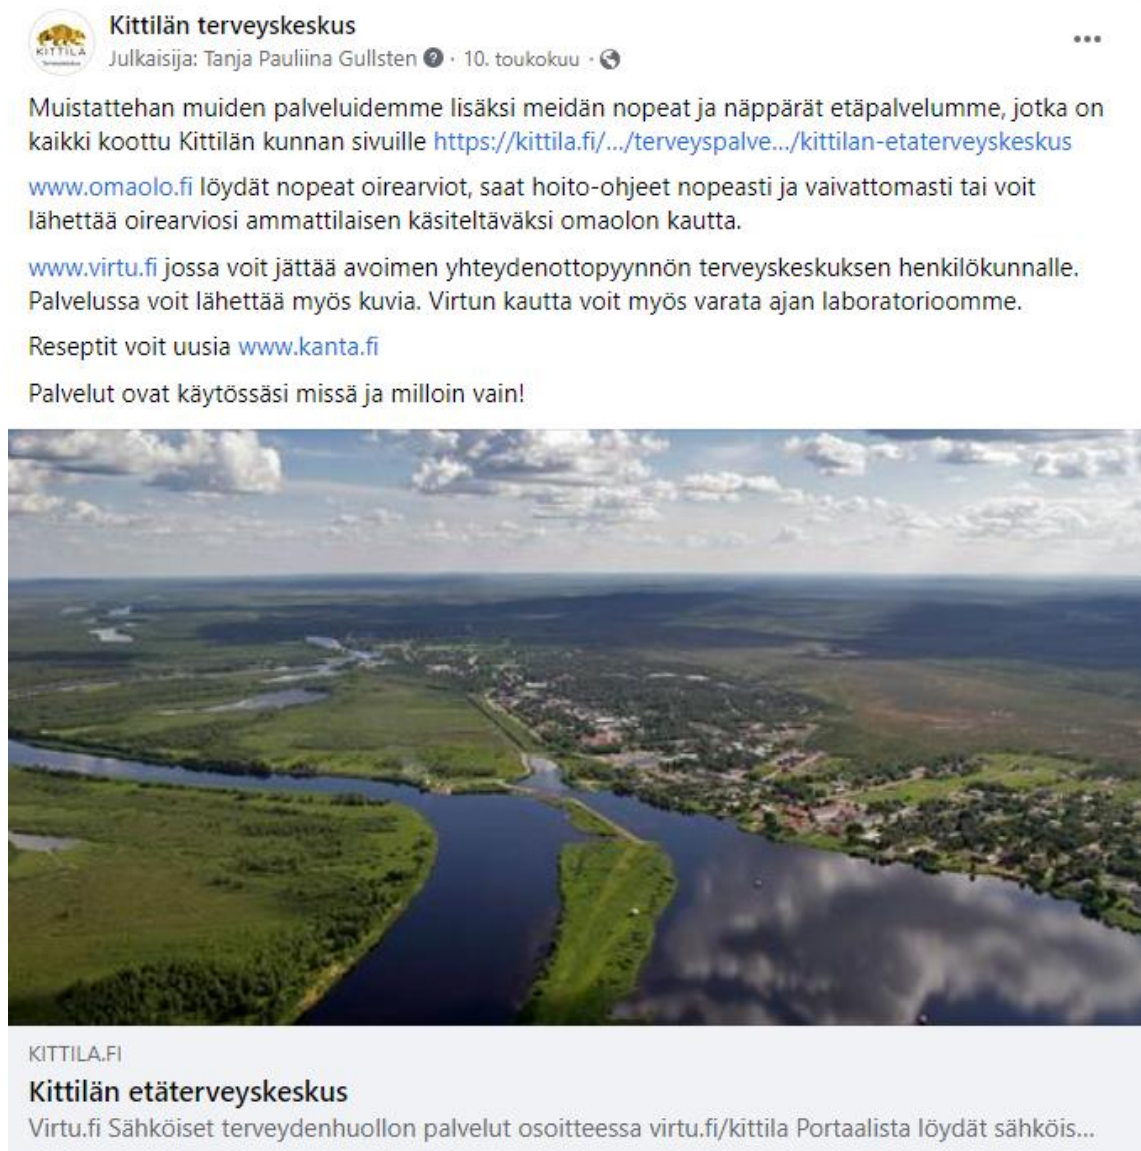 KITTILÄ
Kittilän terveyskeskus
Julkaisija: Tanja Pauliina Gullsten · 10. toukokuu ·
Muistattehan muiden palveluidemme lisäksi meidän nopeat ja näppärät etäpalvelumme, jotka on
kaikki koottu Kittilän kunnan sivuille https://kittila.fi/.../terveyspalve.../kittilan-etaterveyskeskus
www.omaolo.fi löydät nopeat oirearviot, saat hoito-ohjeet nopeasti ja vaivattomasti tai voit
lähettää oirearviosi ammattilaisen käsiteltäväksi omaolon kautta.
www.virtu.fi jossa voit jättää avoimen yhteydenottopyynnön terveyskeskuksen henkilökunnalle.
Palvelussa voit lähettää myös kuvia. Virtun kautta voit myös varata ajan laboratorioomme.
Reseptit voit uusia www.kanta.fi
Palvelut ovat käytössäsi missä ja milloin vain!
KITTILA.FI
Kittilän etäterveyskeskus
Virtu.fi Sähköiset terveydenhuollon palvelut osoitteessa virtu.fi/kittila Portaalista löydät sähköis...